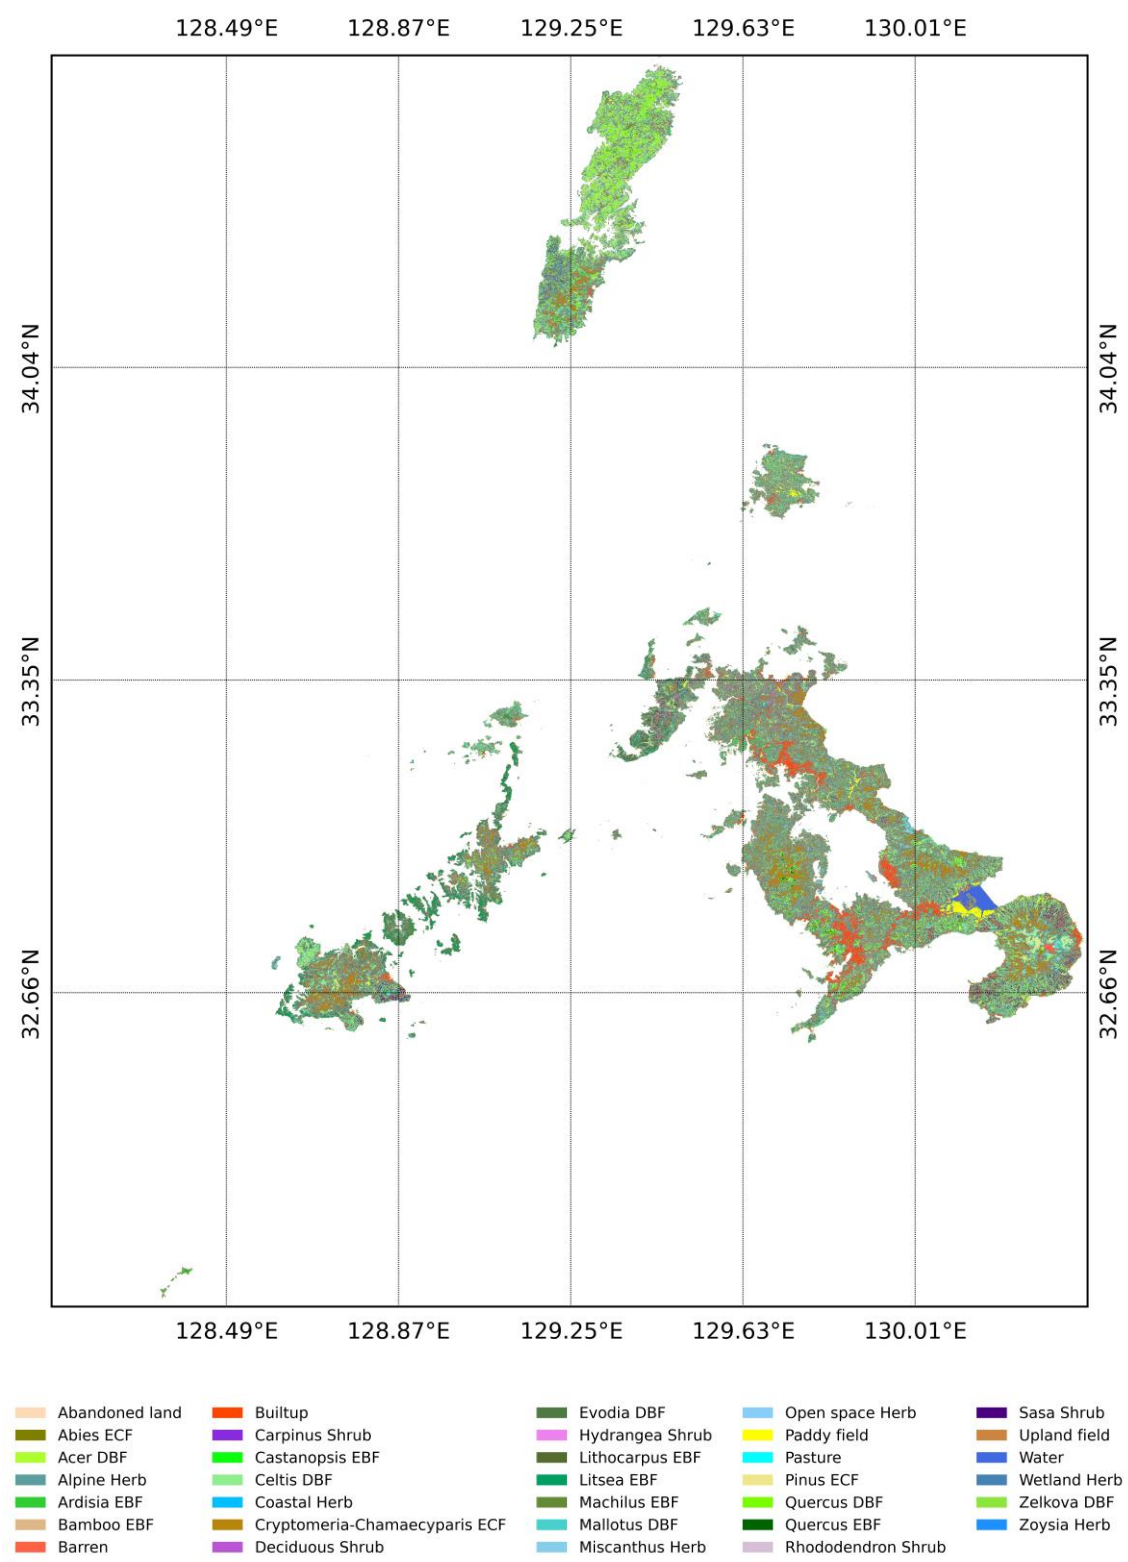 128.49°E 128.87°E 129.25°E 129.63°E 130.01°E
34.04°N 34.04°N
33.35°N 33.35°N
32.66°N 32.66°N
128.49°E 128.87°E 129.25°E 129.63°E 130.01°E
Abandoned land
Abies ECF
Acer DBF
Alpine Herb
Ardisia EBF
Bamboo EBF
Barren
Builtup
Carpinus Shrub
Castanopsis EBF
Celtis DBF
Coastal Herb
Cryptomeria-Chamaecyparis ECF
Deciduous Shrub
Evodia DBF
Hydrangea Shrub
Lithocarpus EBF
Litsea EBF
Machilus EBF
Mallotus DBF
Miscanthus Herb
Open space Herb
Paddy field
Pasture
Pinus ECF
Quercus DBF
Quercus EBF
Rhododendron Shrub
Sasa Shrub
Upland field
Water
Wetland Herb
Zelkova DBF
Zoysia Herb